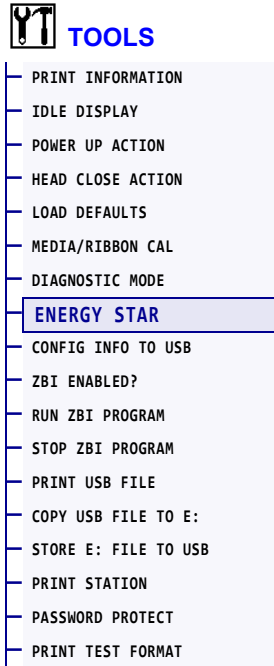 TOOLS
PRINT INFORMATION
IDLE DISPLAY
POWER UP ACTION
HEAD CLOSE ACTION
LOAD DEFAULTS
MEDIA/RIBBON CAL
DIAGNOSTIC MODE
ENERGY STAR
CONFIG INFO TO USB
ZBI ENABLED?
RUN ZBI PROGRAM
STOP ZBI PROGRAM
PRINT USB FILE
COPY USB FILE TO E:
STORE E: FILE TO USB
PRINT STATION
PASSWORD PROTECT
PRINT TEST FORMAT